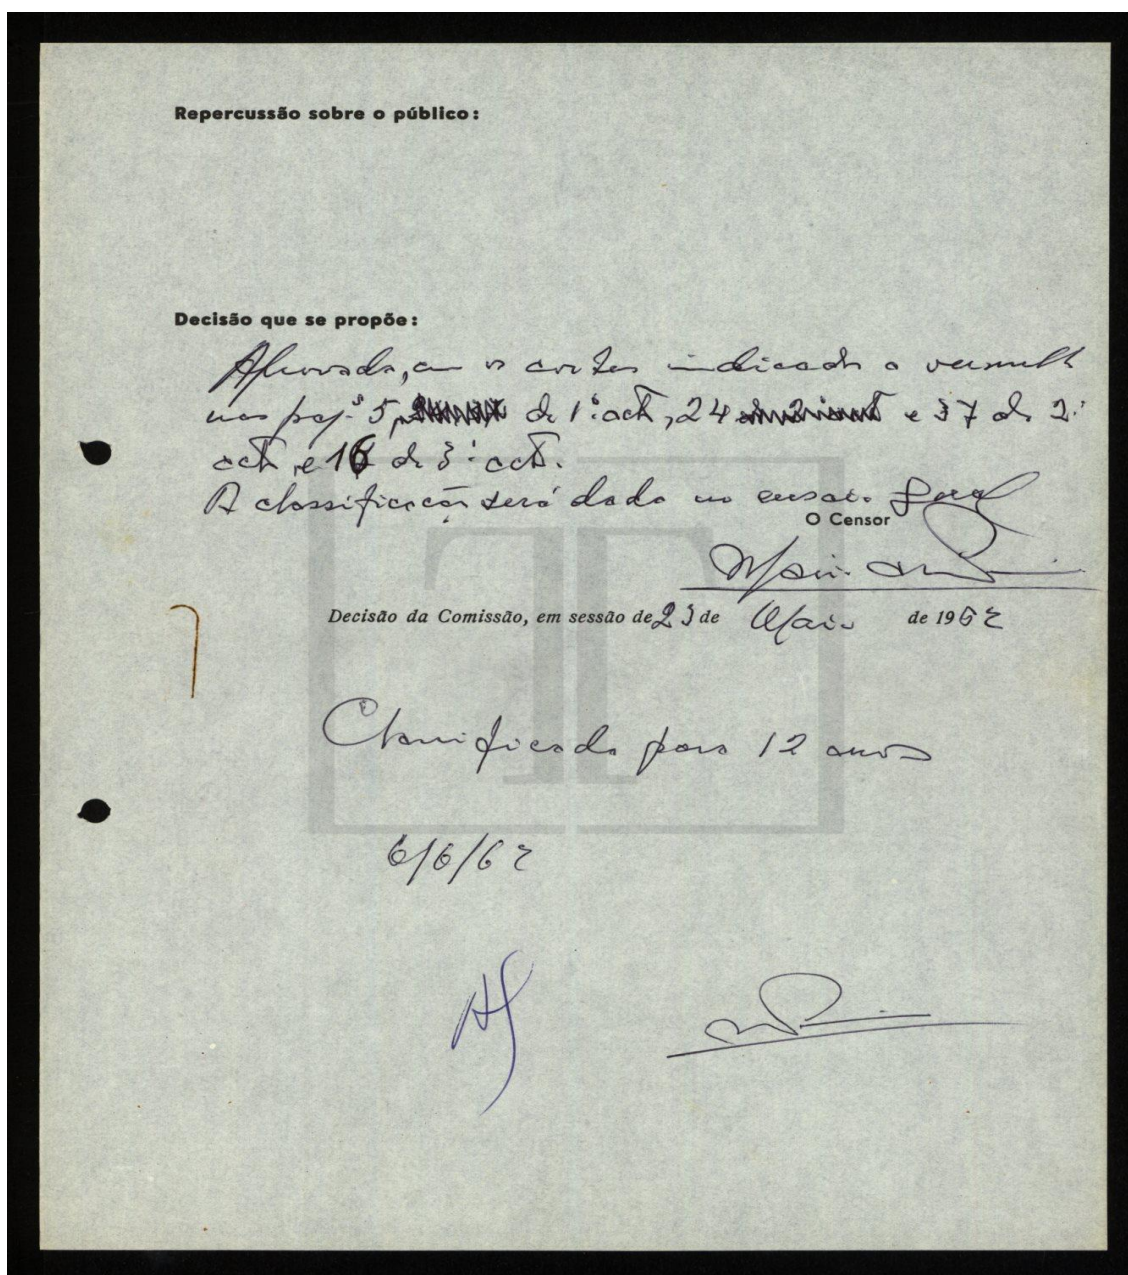 Repercussão sobre o público:
Decisão que se propõe:
Aprovada, com os cortes indicados a vermelho
nas pag.s 5, do 1.º acto, 24 e 37 do 2.º
acto, e 16 do 3.º acto.
A classificação será dada no ensaio geral
O Censor
Decisão da Comissão, em sessão de 23 de Maio de 1962
Classificada para 12 anos
6/6/62